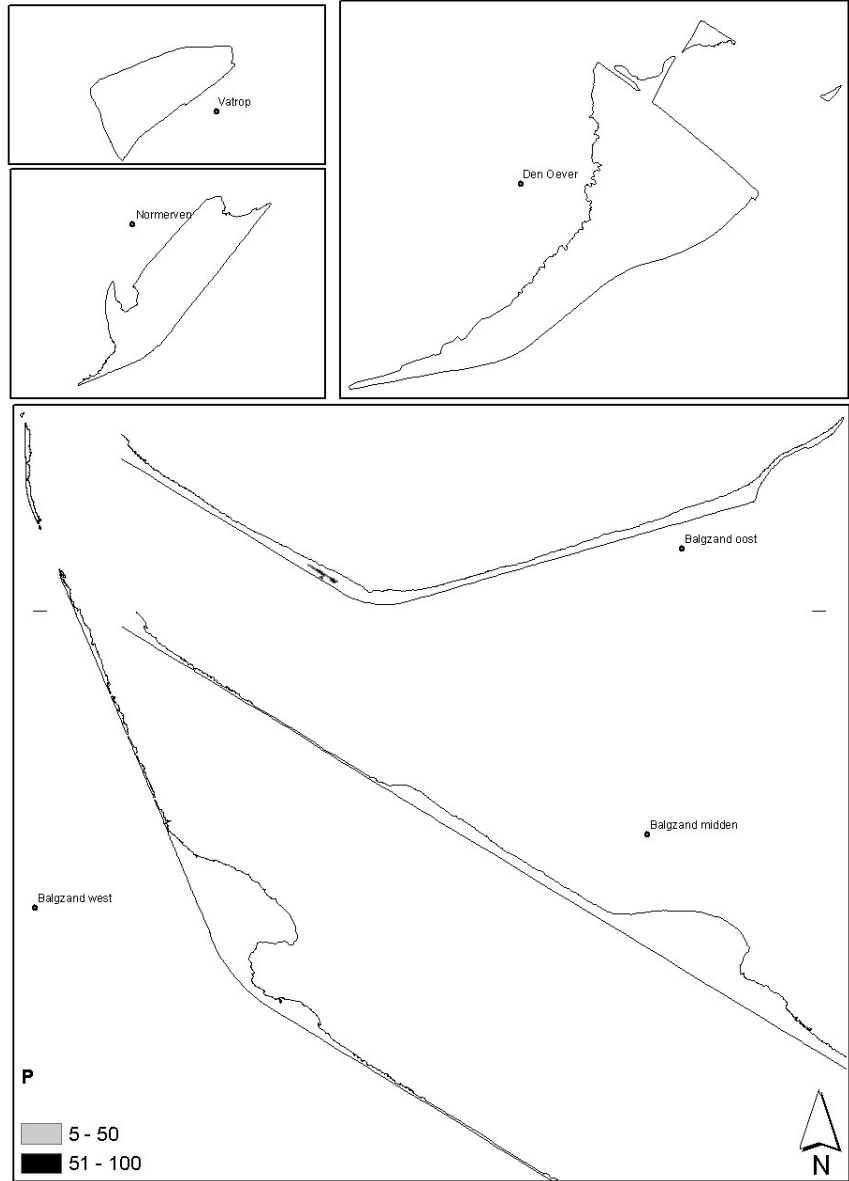 Vatrop
Normerven
Den Oever
Balgzand oost
Balgzand midden
Balgzand west
P
5 - 50
51 - 100
N